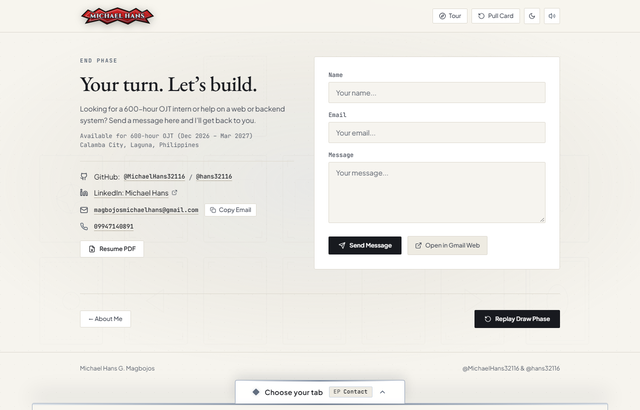 MICHAEL HANS
Tour
Pull Card
END PHASE
Your turn. Let's build.
Looking for a 600-hour OJT intern or help on a web or backend
system? Send a message here and I'll get back to you.
Available for 600-hour OJT (Dec 2026 – Mar 2027)
Calamba City, Laguna, Philippines
GitHub: @MichaelHans32116 / @hans32116
LinkedIn: Michael Hans
magbojosmichaelhans@gmail.com
Copy Email
09947140891
Resume PDF
Name
Your name...
Email
Your email...
Message
Your message...
Send Message
Open in Gmail Web
← About Me
Replay Draw Phase
Michael Hans G. Magbojos
@MichaelHans32116 & @hans32116
Choose your tab
EP Contact